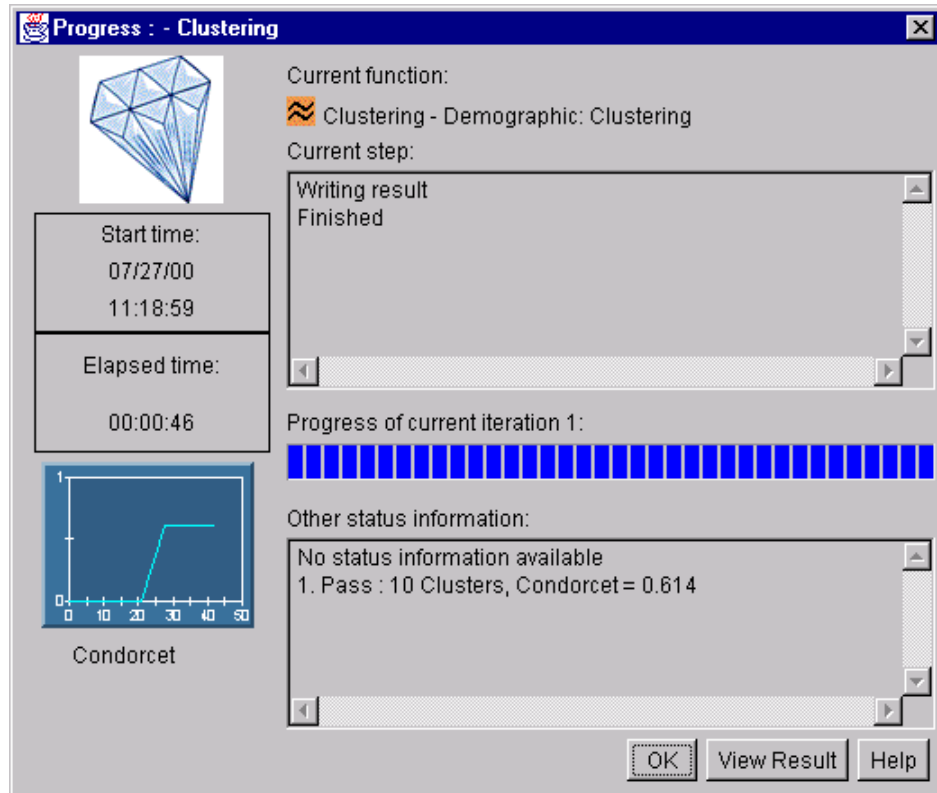 Progress : - Clustering
Current function:
Clustering - Demographic: Clustering
Current step:
Writing result
Finished
Start time:
07/27/00
11:18:59
Elapsed time:
00:00:46
Progress of current iteration 1:
1
0
0 10 20 30 40 50
Condorcet
Other status information:
No status information available
1. Pass : 10 Clusters, Condorcet = 0.614
OK View Result Help